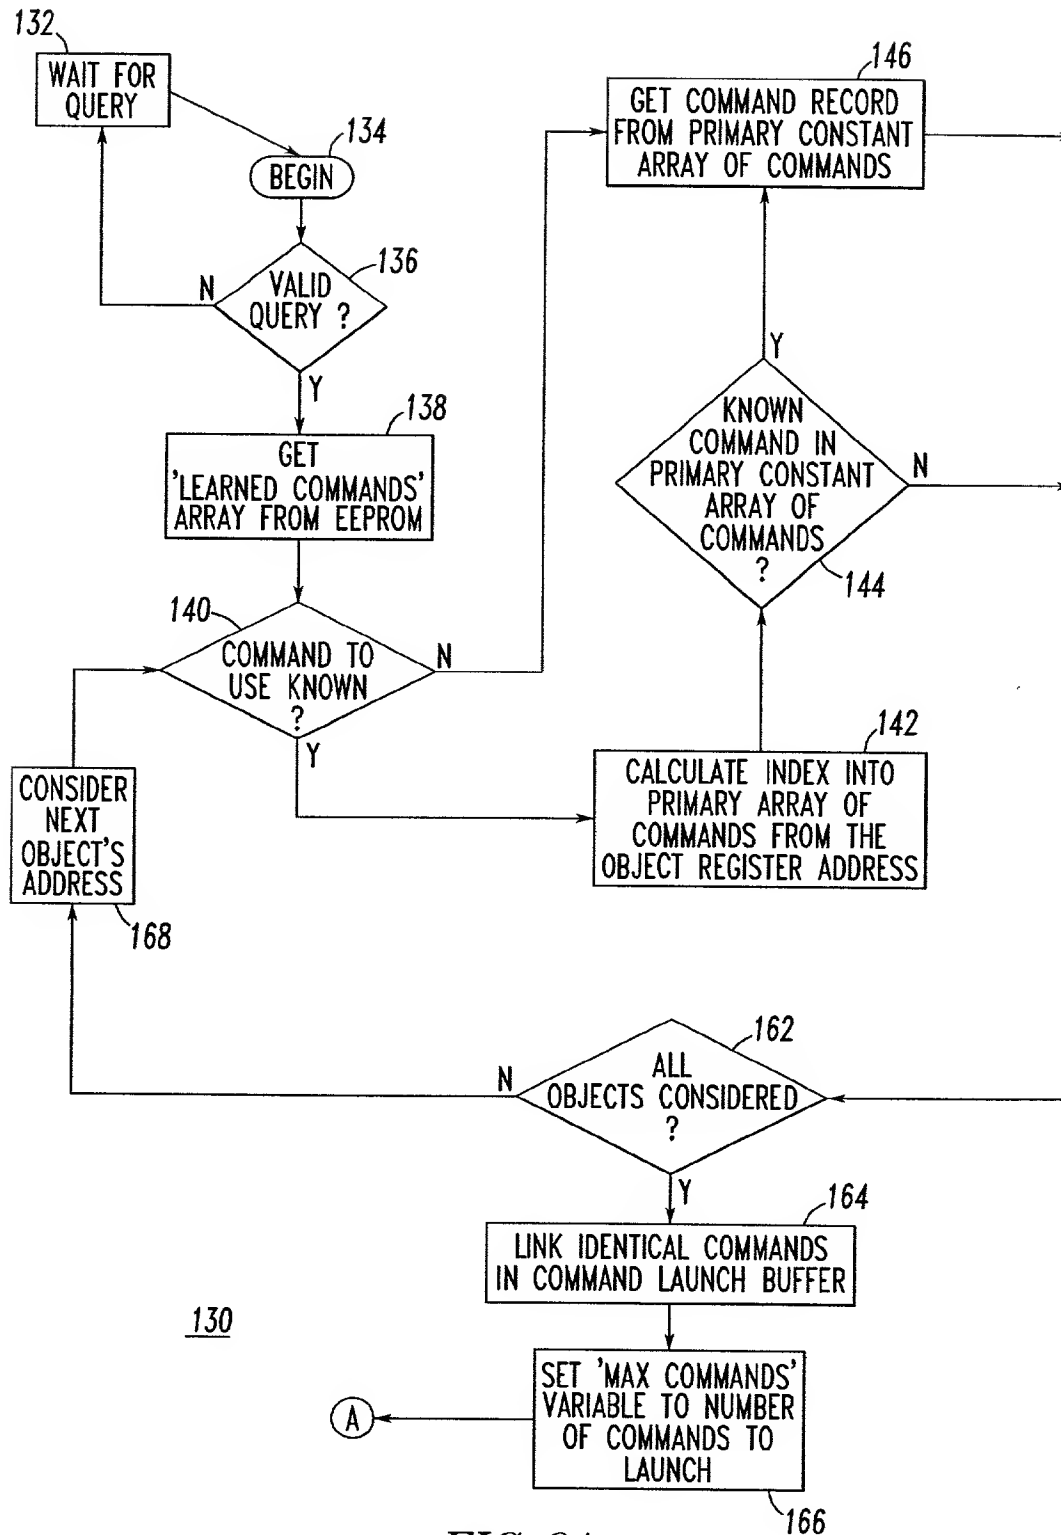 132
WAIT FOR
QUERY
134
BEGIN
136
VALID
QUERY ?
N
Y
138
GET
'LEARNED COMMANDS'
ARRAY FROM EEPROM
140
COMMAND TO
USE KNOWN
?
N
Y
142
CALCULATE INDEX INTO
PRIMARY ARRAY OF
COMMANDS FROM THE
OBJECT REGISTER ADDRESS
KNOWN
COMMAND IN
PRIMARY CONSTANT
ARRAY OF
COMMANDS
?
144
Y
N
146
GET COMMAND RECORD
FROM PRIMARY CONSTANT
ARRAY OF COMMANDS
CONSIDER
NEXT
OBJECT'S
ADDRESS
168
162
ALL
OBJECTS CONSIDERED
?
N
Y
164
LINK IDENTICAL COMMANDS
IN COMMAND LAUNCH BUFFER
130
SET 'MAX COMMANDS'
VARIABLE TO NUMBER
OF COMMANDS TO
LAUNCH
166
A